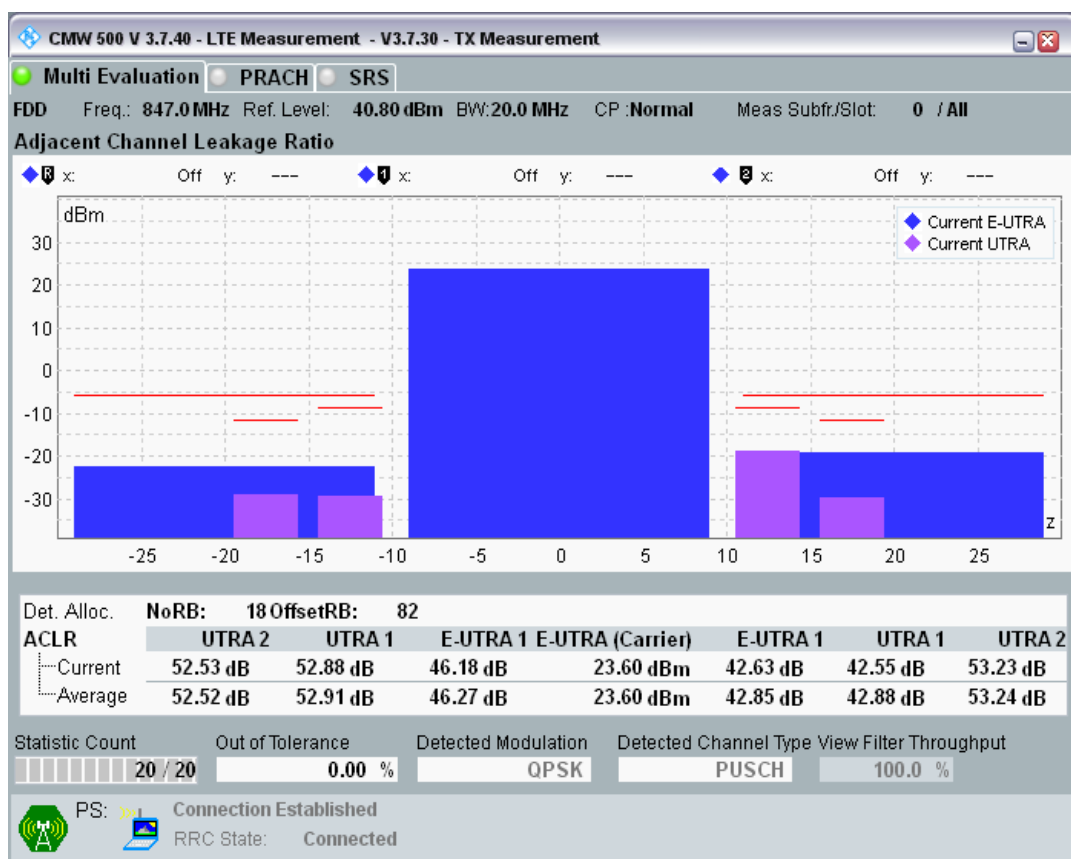 CMW 500 V 3.7.40 - LTE Measurement - V3.7.30 - TX Measurement
Multi Evaluation PRACH SRS
FDD Freq.: 847.0 MHz Ref. Level: 40.80 dBm BW:20.0 MHz CP :Normal Meas Subfr./Slot: 0 / All
Adjacent Channel Leakage Ratio
R x: Off y: --- 1 x: Off y: --- 2 x: Off y: ---
dBm
Current E-UTRA
Current UTRA
30
20
10
0
-10
-20
-30
z
-25 -20 -15 -10 -5 0 5 10 15 20 25
Det. Alloc. NoRB: 18 OffsetRB: 82
ACLR UTRA 2 UTRA 1 E-UTRA 1 E-UTRA (Carrier) E-UTRA 1 UTRA 1 UTRA 2
Current 52.53 dB 52.88 dB 46.18 dB 23.60 dBm 42.63 dB 42.55 dB 53.23 dB
Average 52.52 dB 52.91 dB 46.27 dB 23.60 dBm 42.85 dB 42.88 dB 53.24 dB
Statistic Count Out of Tolerance Detected Modulation Detected Channel Type View Filter Throughput
20 / 20 0.00 % QPSK PUSCH 100.0 %
PS: Connection Established
RRC State: Connected